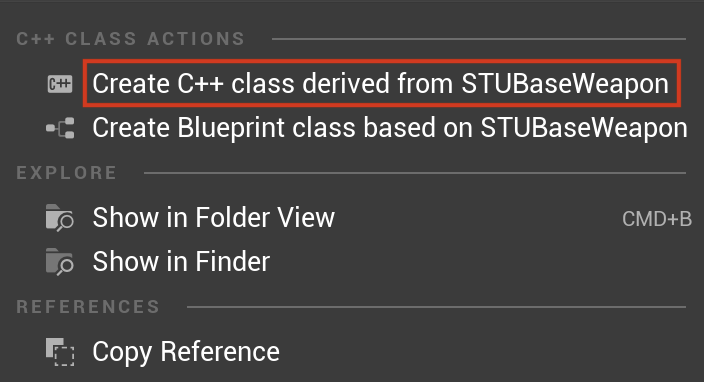 C++ CLASS ACTIONS
C++ Create C++ class derived from STUBaseWeapon
Create Blueprint class based on STUBaseWeapon
EXPLORE
Show in Folder View CMD+B
Show in Finder
REFERENCES
Copy Reference